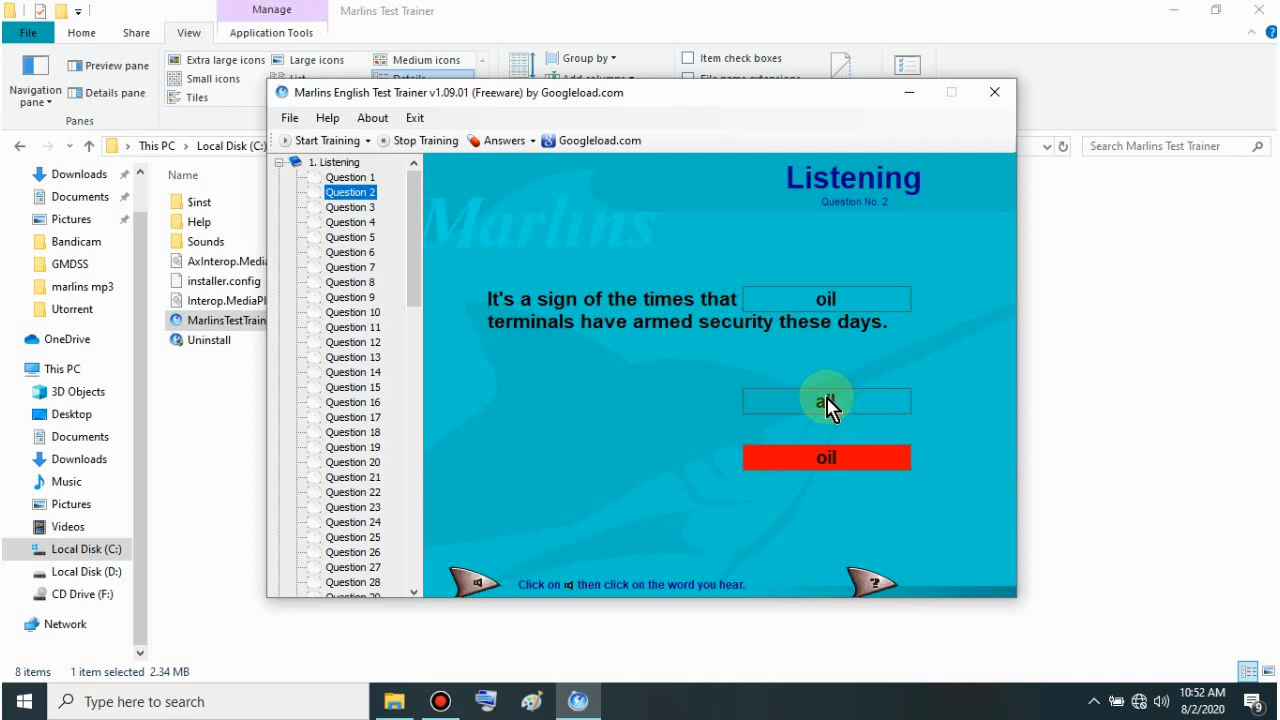 Manage
Marlins Test Trainer
File
Home
Share
View
Application Tools
Navigation pane
Preview pane
Details pane
Panes
Extra large icons
Large icons
Medium icons
Small icons
List
Details
Tiles
Group by
Add columns
Item check boxes
File name extensions
This PC
Local Disk (C:)
Search Marlins Test Trainer
Downloads
Documents
Pictures
Bandicam
GMDSS
marlins mp3
Utorrent
OneDrive
This PC
3D Objects
Desktop
Documents
Downloads
Music
Pictures
Videos
Local Disk (C:)
Local Disk (D:)
CD Drive (F:)
Network
Name
$inst
Help
Sounds
AxInterop.Media
installer.config
Interop.MediaPl
MarlinsTestTrain
Uninstall
8 items
1 item selected 2.34 MB
Marlins English Test Trainer v1.09.01 (Freeware) by Googleload.com
File
Help
About
Exit
Start Training
Stop Training
Answers
Googleload.com
1. Listening
Question 1
Question 2
Question 3
Question 4
Question 5
Question 6
Question 7
Question 8
Question 9
Question 10
Question 11
Question 12
Question 13
Question 14
Question 15
Question 16
Question 17
Question 18
Question 19
Question 20
Question 21
Question 22
Question 23
Question 24
Question 25
Question 26
Question 27
Question 28
Question 29
Marlins
Listening
Question No. 2
It's a sign of the times that oil
terminals have armed security these days.
oil
Click on then click on the word you hear.
?
Type here to search
10:52 AM
8/2/2020
9